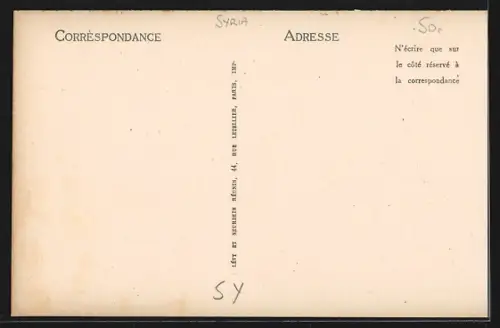 SYRIA
50.
CORRESPONDANCE
ADRESSE
N'écrire que sur
le côté réservé à
la correspondance
LÉVY ET NEURDEIN RÉUNIS, 44, RUE LETELLIER, PARIS, IMP.
SY